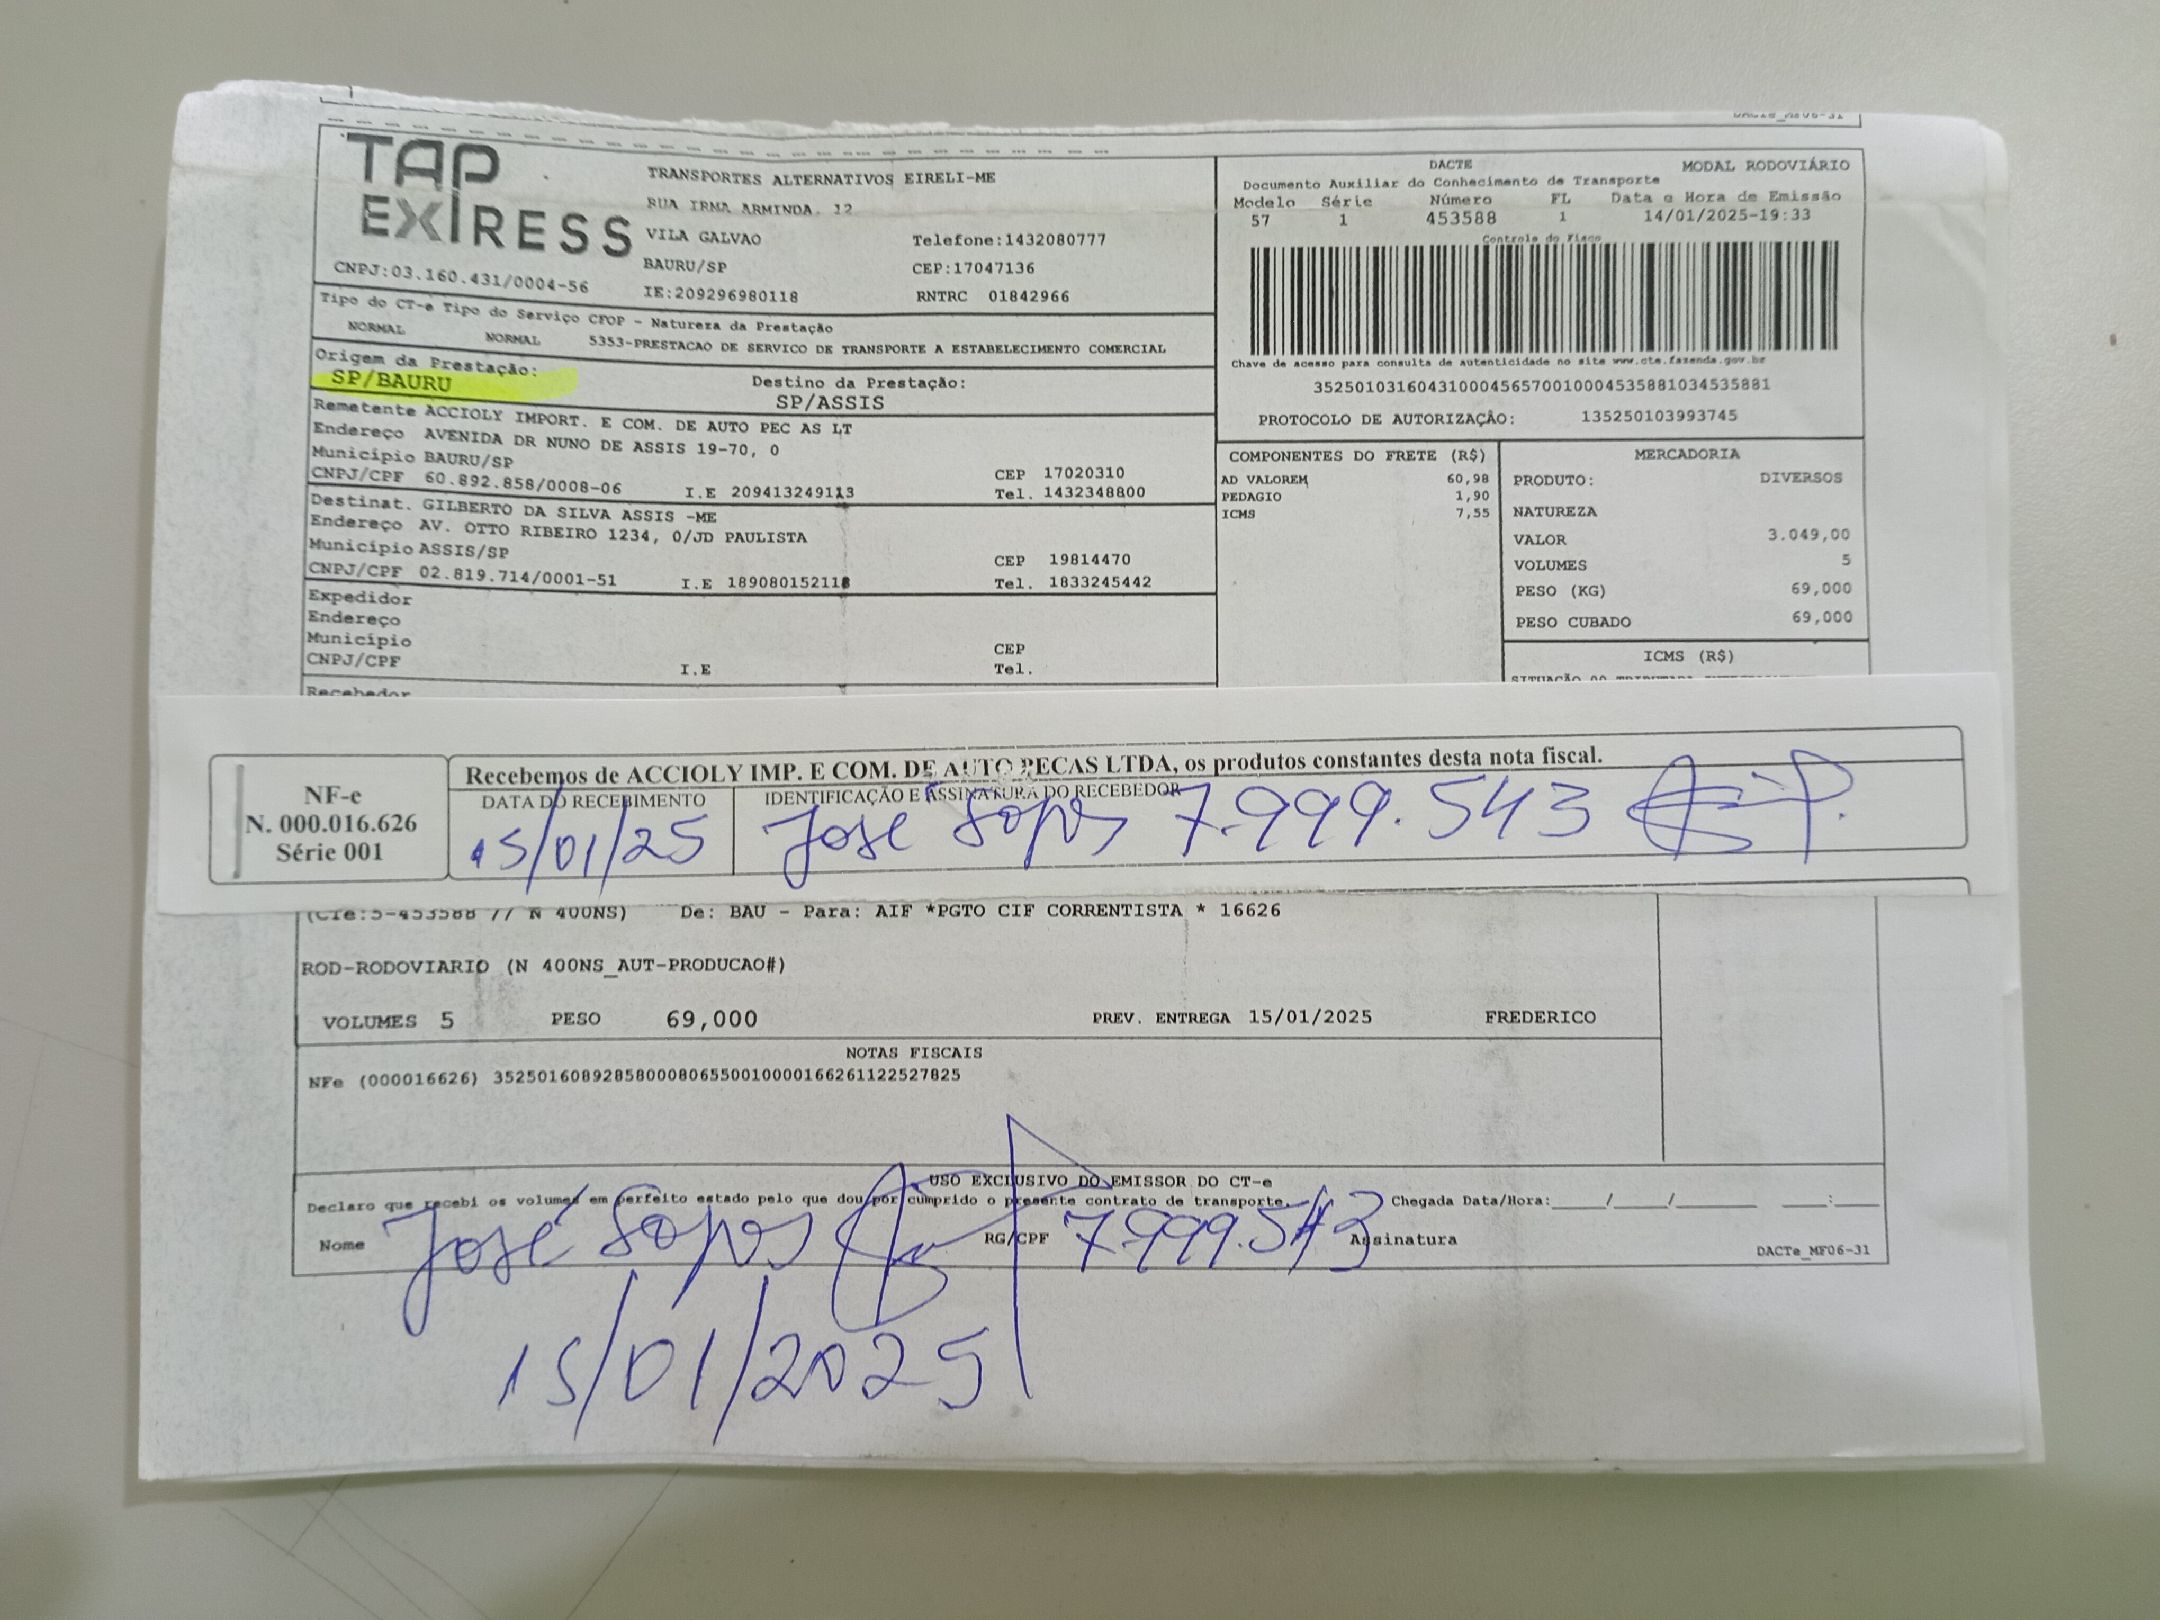 TAP
EXPRESS
TRANSPORTES ALTERNATIVOS EIRELI-ME
RUA IRMA ARMINDA, 12
VILA GALVAO Telefone:1432080777
BAURU/SP CEP:17047136
CNPJ:03.160.431/0004-56 IE:209296980118 RNTRC 01842966
Tipo do CT-e Tipo do Serviço CFOP - Natureza da Prestação
NORMAL NORMAL 5353-PRESTACAO DE SERVICO DE TRANSPORTE A ESTABELECIMENTO COMERCIAL
Origem da Prestação: Destino da Prestação:
SP/BAURU SP/ASSIS
Remetente ACCIOLY IMPORT. E COM. DE AUTO PEC AS LT
Endereço AVENIDA DR NUNO DE ASSIS 19-70, 0
Município BAURU/SP CEP 17020310
CNPJ/CPF 60.892.858/0008-06 I.E 209413249113 Tel. 1432348800
Destinat. GILBERTO DA SILVA ASSIS -ME
Endereço AV. OTTO RIBEIRO 1234, 0/JD PAULISTA
Município ASSIS/SP CEP 19814470
CNPJ/CPF 02.819.714/0001-51 I.E 189080152118 Tel. 1833245442
Expedidor
Endereço
Município CEP
CNPJ/CPF I.E Tel.
Recebedor
DACTE MODAL RODOVIÁRIO
Documento Auxiliar do Conhecimento de Transporte
Modelo Série Número FL Data e Hora de Emissão
57 1 453588 1 14/01/2025-19:33
Controle do Fisco
Chave de acesso para consulta de autenticidade no site www.cte.fazenda.gov.br
35250103160431000456570010004535881034535881
PROTOCOLO DE AUTORIZAÇÃO: 135250103993745
COMPONENTES DO FRETE (R$)
AD VALOREM 60,98
PEDAGIO 1,90
ICMS 7,55
MERCADORIA
PRODUTO: DIVERSOS
NATUREZA
VALOR 3.049,00
VOLUMES 5
PESO (KG) 69,000
PESO CUBADO 69,000
ICMS (R$)
NF-e
N. 000.016.626
Série 001
Recebemos de ACCIOLY IMP. E COM. DE AUTO PECAS LTDA, os produtos constantes desta nota fiscal.
DATA DO RECEBIMENTO IDENTIFICAÇÃO E ASSINATURA DO RECEBEDOR
15/01/25 José Lopes 7.999.543
(CTe:5-453588 // N 400NS) De: BAU - Para: AIF *PGTO CIF CORRENTISTA * 16626
ROD-RODOVIARIO (N 400NS_AUT-PRODUCAO#)
VOLUMES 5 PESO 69,000 PREV. ENTREGA 15/01/2025 FREDERICO
NOTAS FISCAIS
NFe (000016626) 35250160892858000806550010000166261122527825
USO EXCLUSIVO DO EMISSOR DO CT-e
Declaro que recebi os volumes em perfeito estado pelo que dou por cumprido o presente contrato de transporte. Chegada Data/Hora:____/____/______ ___:___
Nome José Lopes RG/CPF 7.999.543 Assinatura
DACTe_MF06-31
15/01/2025